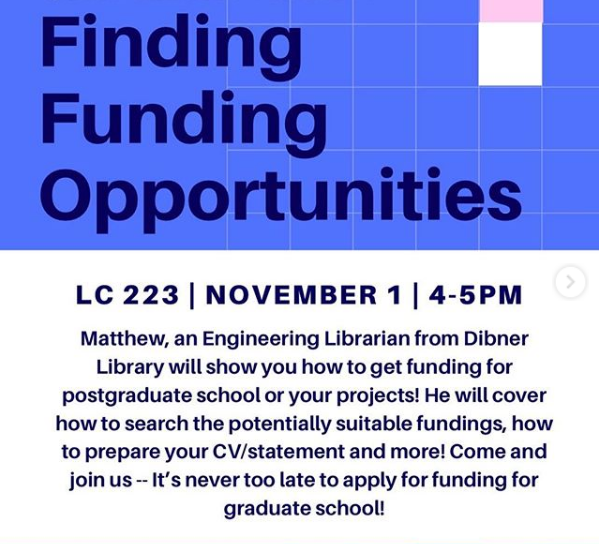 Finding
Funding
Opportunities
LC 223 | NOVEMBER 1 | 4-5PM
Matthew, an Engineering Librarian from Dibner
Library will show you how to get funding for
postgraduate school or your projects! He will cover
how to search the potentially suitable fundings, how
to prepare your CV/statement and more! Come and
join us -- It's never too late to apply for funding for
graduate school!